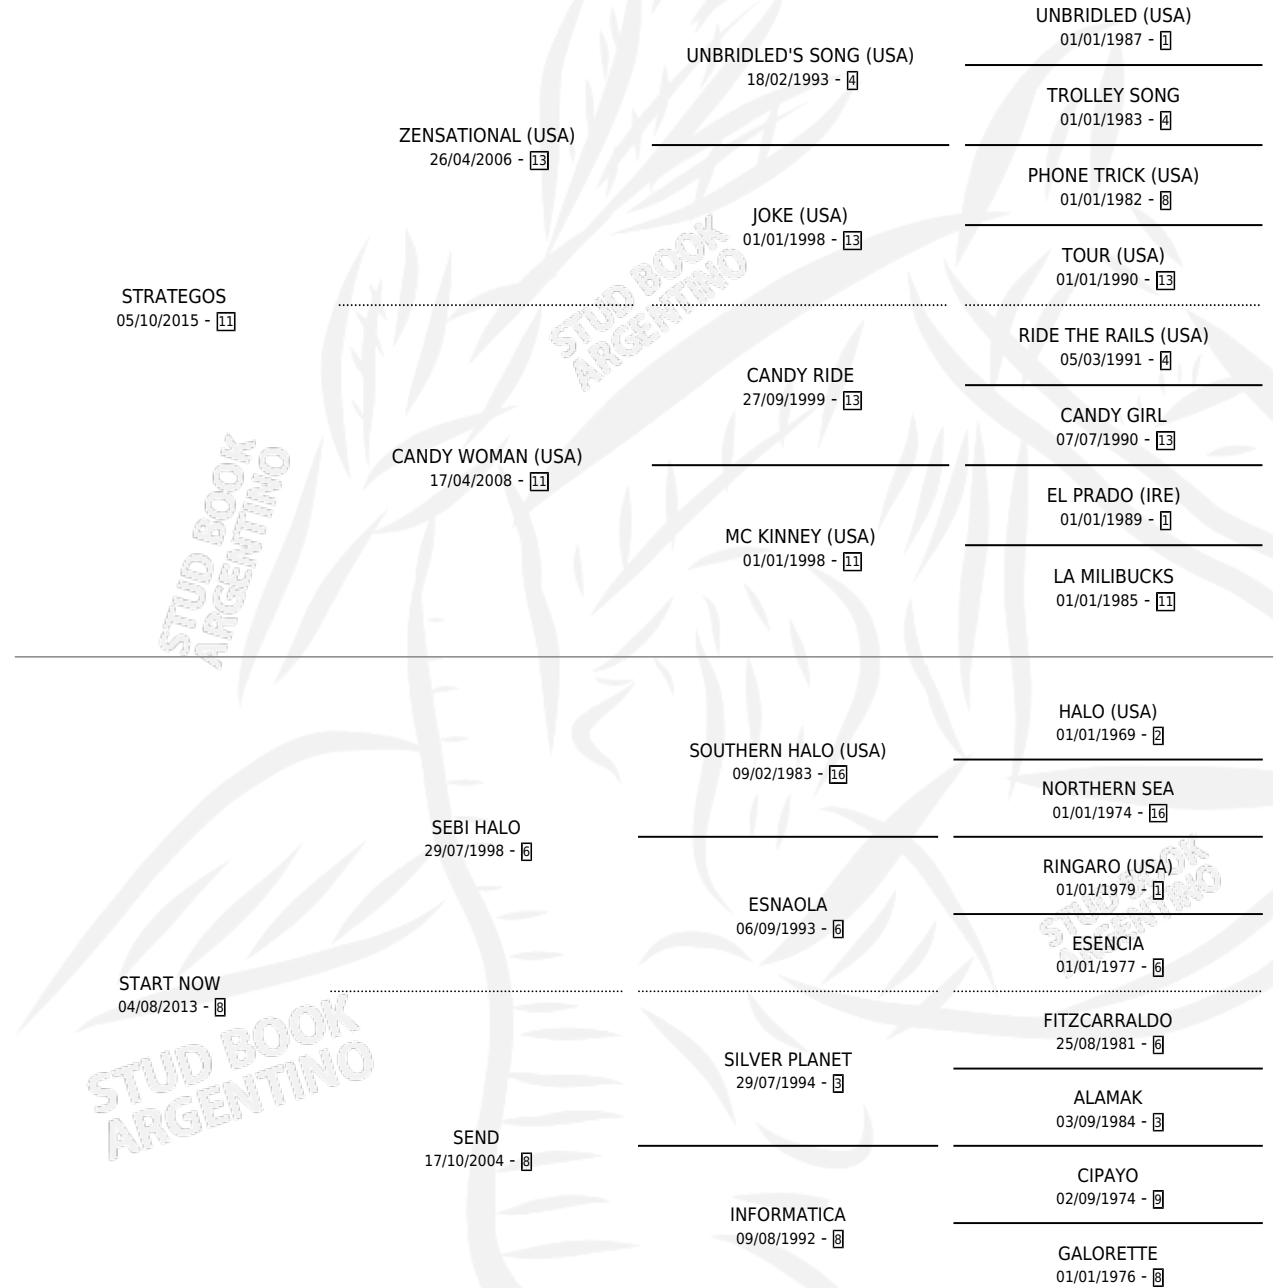 STRATEGOS
05/10/2015 - 11
ZENSATIONAL (USA)
26/04/2006 - 13
CANDY WOMAN (USA)
17/04/2008 - 11
UNBRIDLED'S SONG (USA)
18/02/1993 - 4
JOKE (USA)
01/01/1998 - 13
CANDY RIDE
27/09/1999 - 13
MC KINNEY (USA)
01/01/1998 - 11
UNBRIDLED (USA)
01/01/1987 - 1
TROLLEY SONG
01/01/1983 - 4
PHONE TRICK (USA)
01/01/1982 - 8
TOUR (USA)
01/01/1990 - 13
RIDE THE RAILS (USA)
05/03/1991 - 4
CANDY GIRL
07/07/1990 - 13
EL PRADO (IRE)
01/01/1989 - 1
LA MILIBUCKS
01/01/1985 - 11
START NOW
04/08/2013 - 8
SEBI HALO
29/07/1998 - 6
SEND
17/10/2004 - 8
SOUTHERN HALO (USA)
09/02/1983 - 16
ESNAOLA
06/09/1993 - 6
SILVER PLANET
29/07/1994 - 3
INFORMATICA
09/08/1992 - 8
HALO (USA)
01/01/1969 - 2
NORTHERN SEA
01/01/1974 - 16
RINGARO (USA)
01/01/1979 - 1
ESENCIA
01/01/1977 - 6
FITZCARRALDO
25/08/1981 - 6
ALAMAK
03/09/1984 - 3
CIPAYO
02/09/1974 - 9
GALORETTE
01/01/1976 - 8
STUD BOOK
ARGENTINO
STUD BOOK
ARGENTINO
STUD BOOK
ARGENTINO
STUD BOOK
ARGENTINO